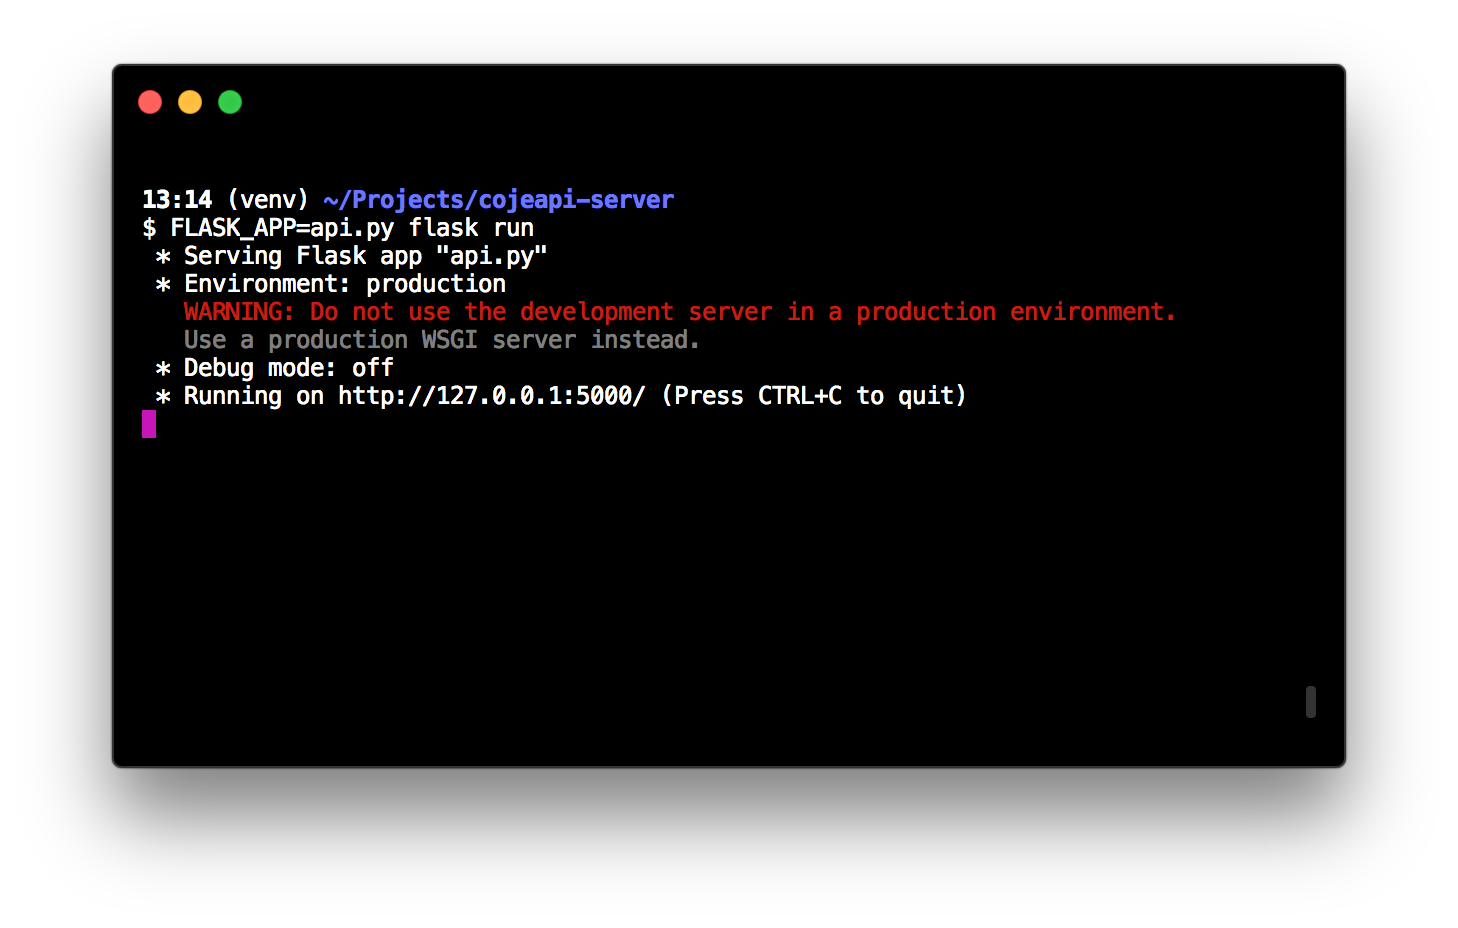 13:14 (venv) ~/Projects/cojeapi-server
$ FLASK_APP=api.py flask run
* Serving Flask app "api.py"
* Environment: production
WARNING: Do not use the development server in a production environment.
Use a production WSGI server instead.
* Debug mode: off
* Running on http://127.0.0.1:5000/ (Press CTRL+C to quit)